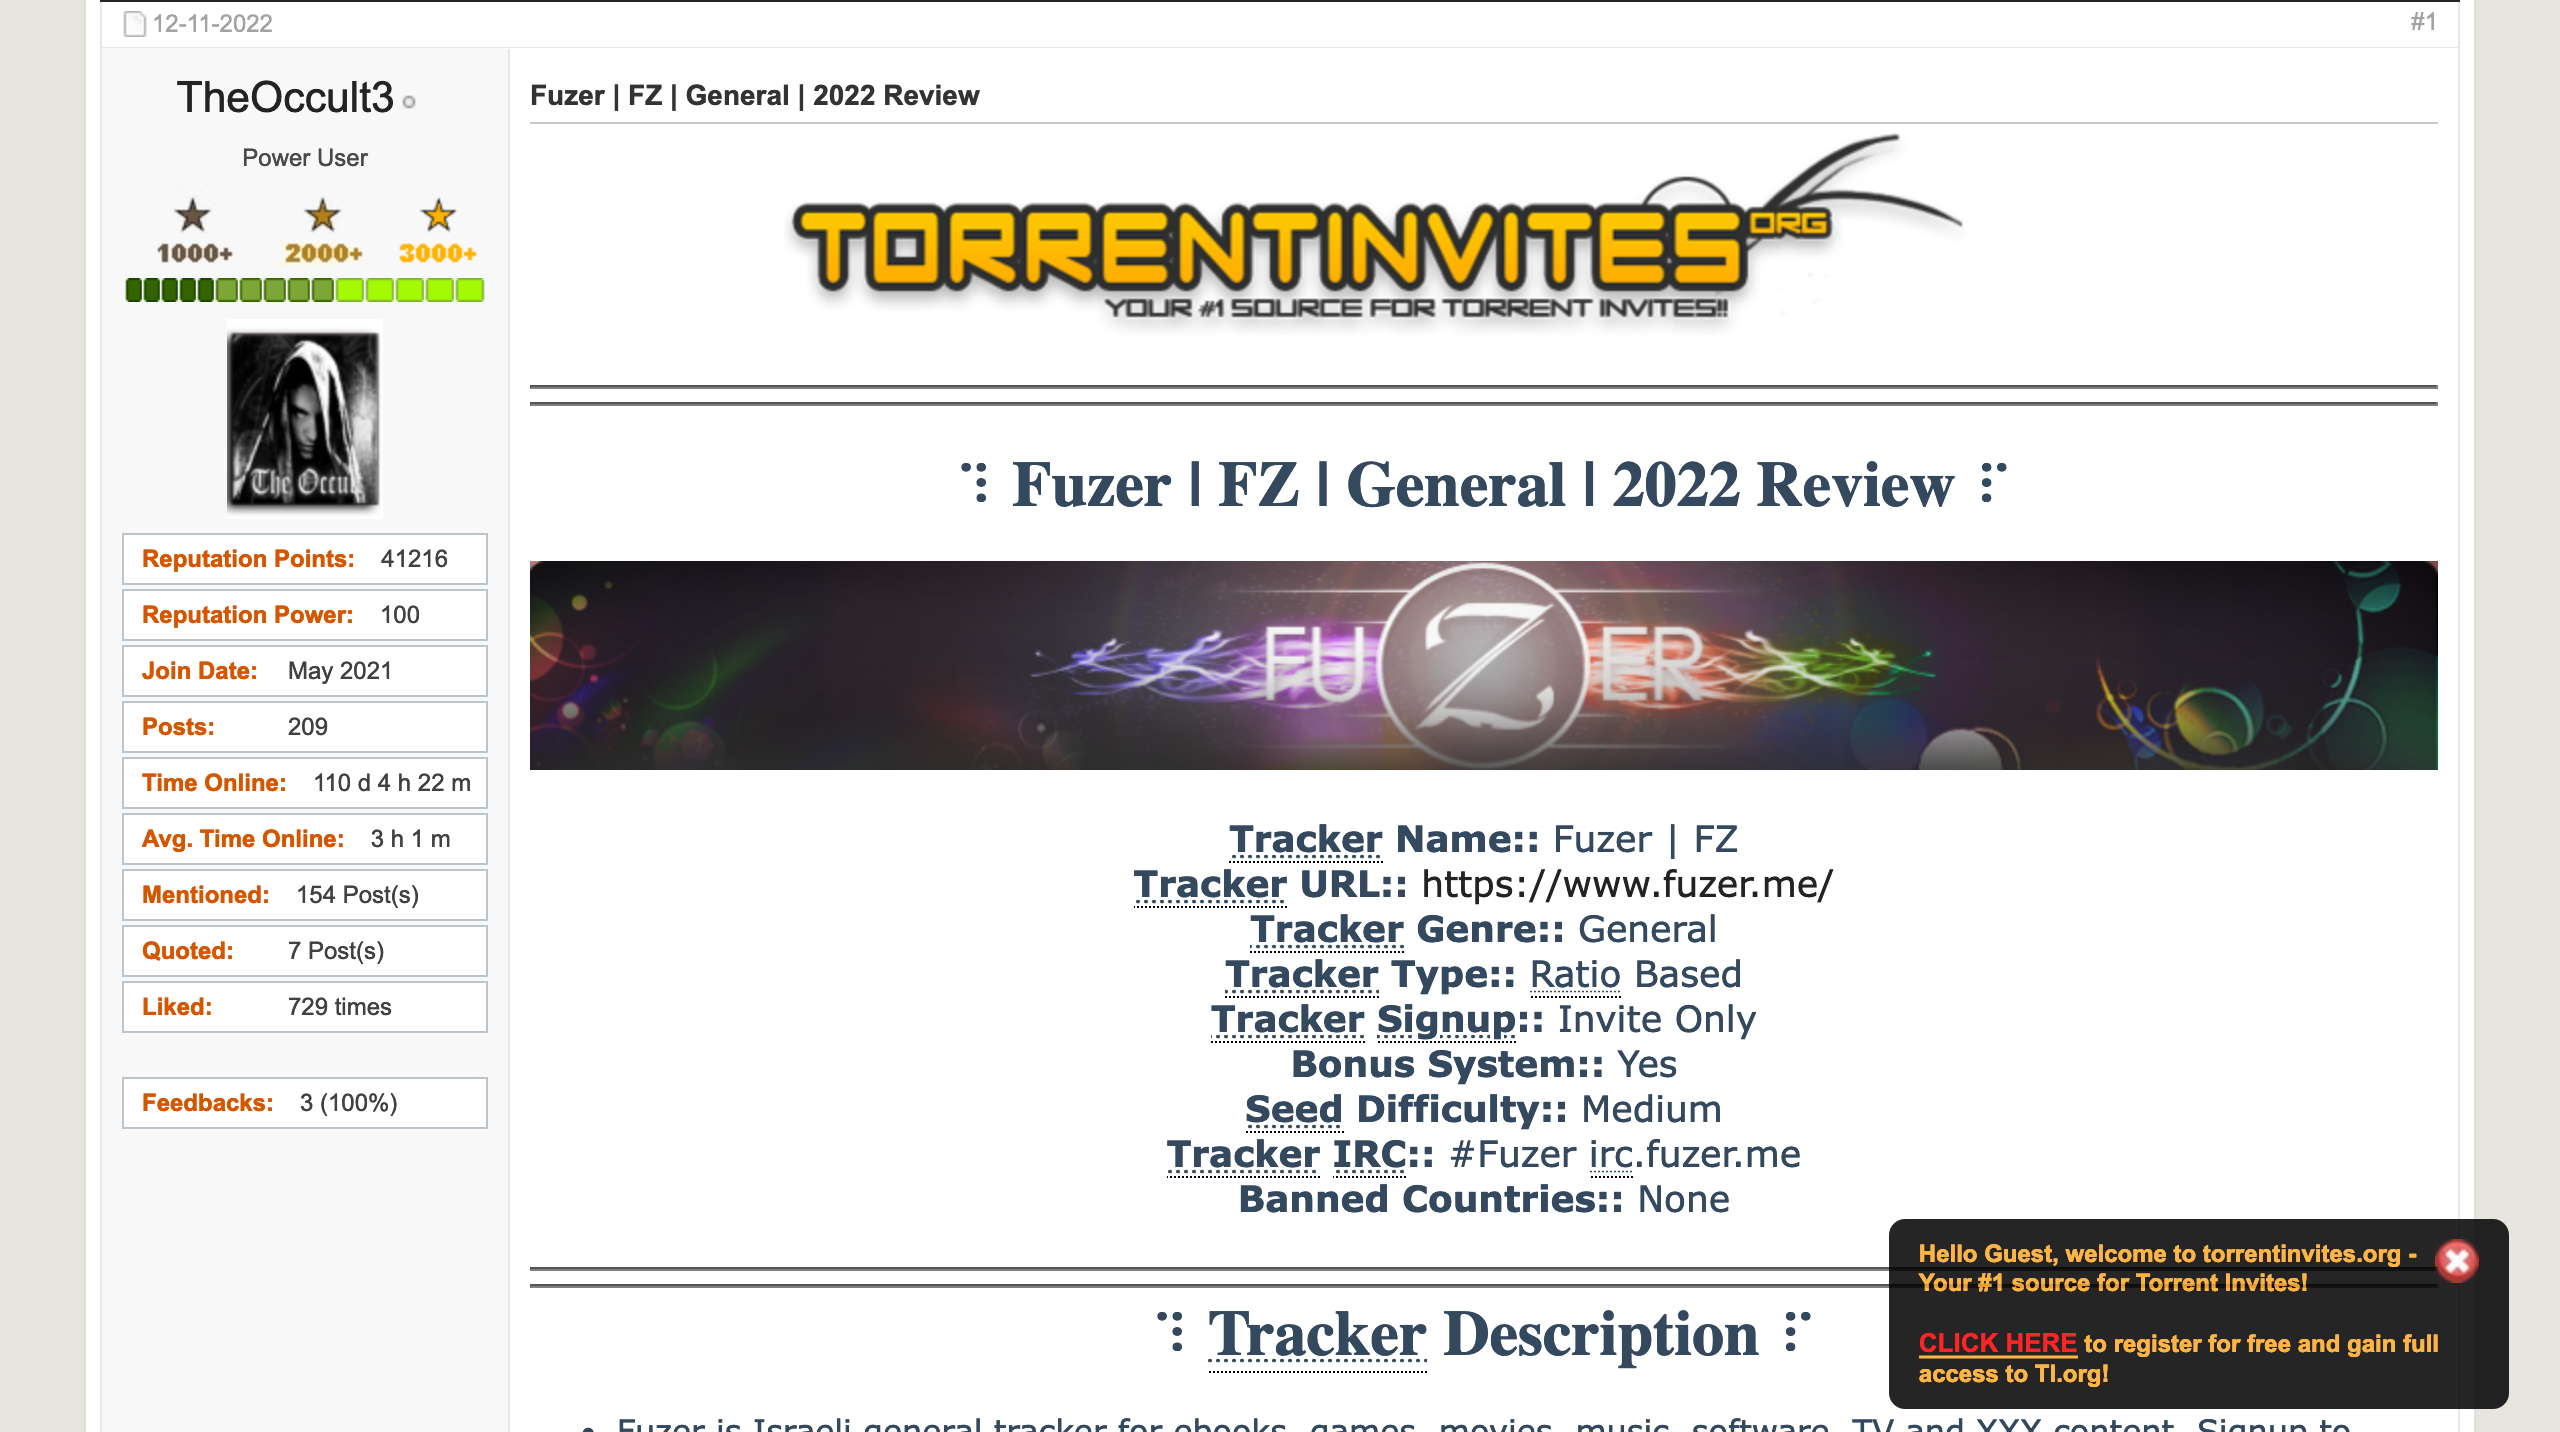 12-11-2022
#1
TheOccult3
Power User
1000+ 2000+ 3000+
The Occult
Reputation Points: 41216
Reputation Power: 100
Join Date: May 2021
Posts: 209
Time Online: 110 d 4 h 22 m
Avg. Time Online: 3 h 1 m
Mentioned: 154 Post(s)
Quoted: 7 Post(s)
Liked: 729 times
Feedbacks: 3 (100%)
Fuzer | FZ | General | 2022 Review
TORRENTINVITES ORG
YOUR #1 SOURCE FOR TORRENT INVITES!!
⠹ Fuzer | FZ | General | 2022 Review ⠏
FU Z ER
Tracker Name:: Fuzer | FZ
Tracker URL:: https://www.fuzer.me/
Tracker Genre:: General
Tracker Type:: Ratio Based
Tracker Signup:: Invite Only
Bonus System:: Yes
Seed Difficulty:: Medium
Tracker IRC:: #Fuzer irc.fuzer.me
Banned Countries:: None
⠹ Tracker Description ⠏
• Fuzer is Israeli general tracker for ebooks, games, movies, music, software, TV and XXX content. Signup to
Hello Guest, welcome to torrentinvites.org -
Your #1 source for Torrent Invites!
CLICK HERE to register for free and gain full
access to TI.org!